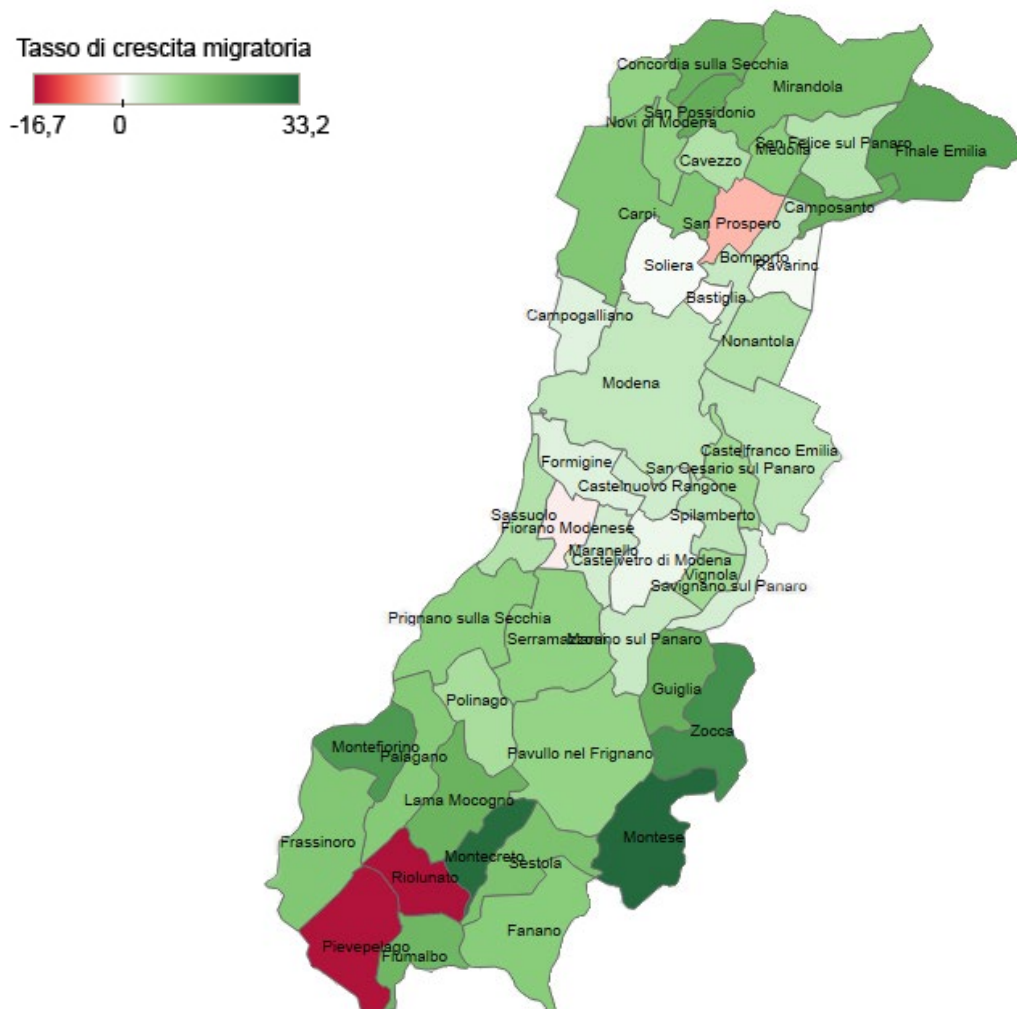 Tasso di crescita migratoria
-16,7 0 33,2
Concordia sulla Secchia
Mirandola
San Possidonio
Novi di Modena
San Felice sul Panaro
Medolla
Finale Emilia
Cavezzo
Camposanto
Carpi
San Prospero
Bomporto
Soliera
Ravarino
Bastiglia
Campogalliano
Nonantola
Modena
Castelfranco Emilia
Formigine
San Cesario sul Panaro
Castelnuovo Rangone
Sassuolo
Spilamberto
Fiorano Modenese
Maranello
Castelvetro di Modena
Vignola
Savignano sul Panaro
Prignano sulla Secchia
Serramazzoni
Marano sul Panaro
Guiglia
Polinago
Zocca
Montefiorino
Palagano
Pavullo nel Frignano
Lama Mocogno
Frassinoro
Montese
Montecreto
Sestola
Riolunato
Fanano
Pievepelago
Fiumalbo